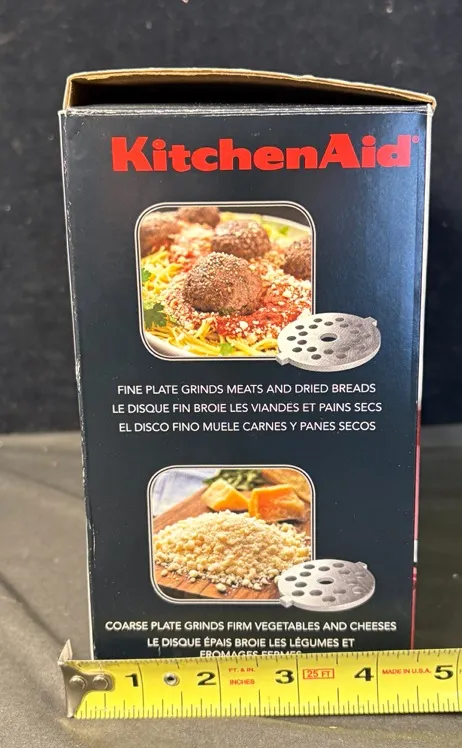 KitchenAid®
FINE PLATE GRINDS MEATS AND DRIED BREADS
LE DISQUE FIN BROIE LES VIANDES ET PAINS SECS
EL DISCO FINO MUELE CARNES Y PANES SECOS
COARSE PLATE GRINDS FIRM VEGETABLES AND CHEESES
LE DISQUE ÉPAIS BROIE LES LÉGUMES ET
FROMAGES FERMES
1 2 3 25 FT 4 MADE IN U.S.A. 5
FT. & IN.
INCHES